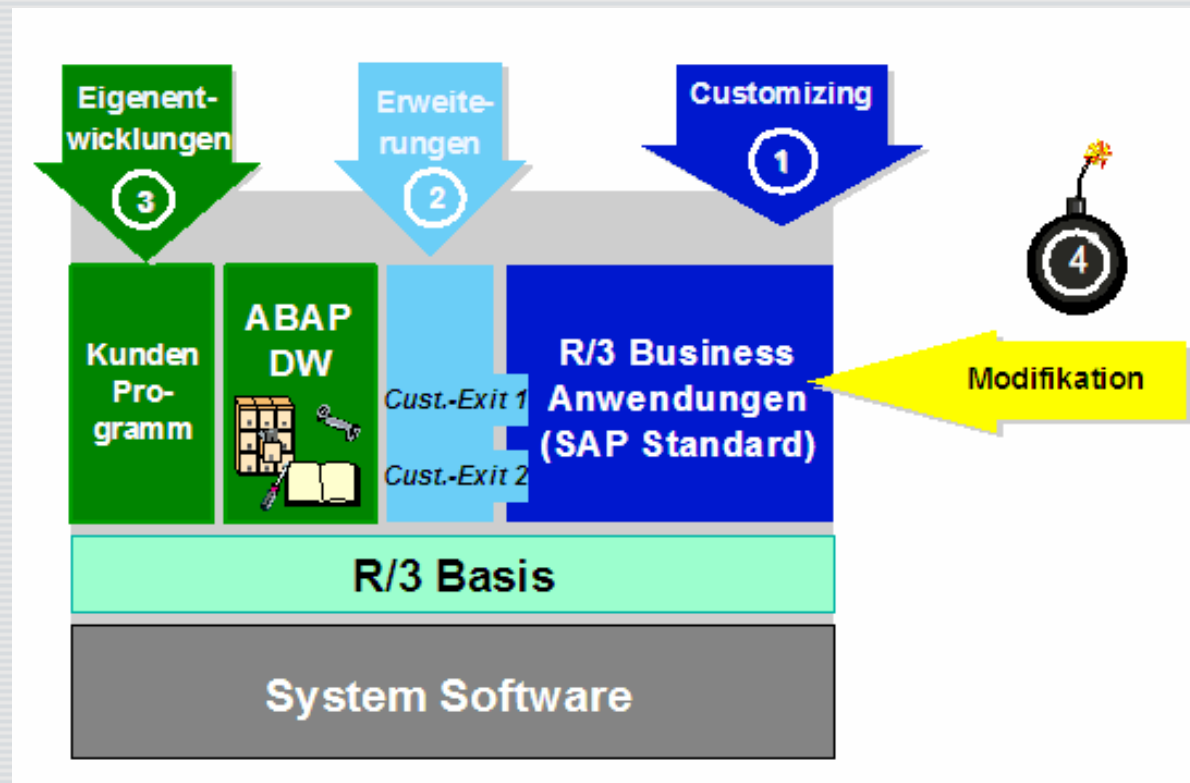 Eigenent-
wicklungen
3
Erweite-
rungen
2
Customizing
1
4
Kunden
Pro-
gramm
ABAP
DW
Cust.-Exit 1
Cust.-Exit 2
R/3 Business
Anwendungen
(SAP Standard)
Modifikation
R/3 Basis
System Software